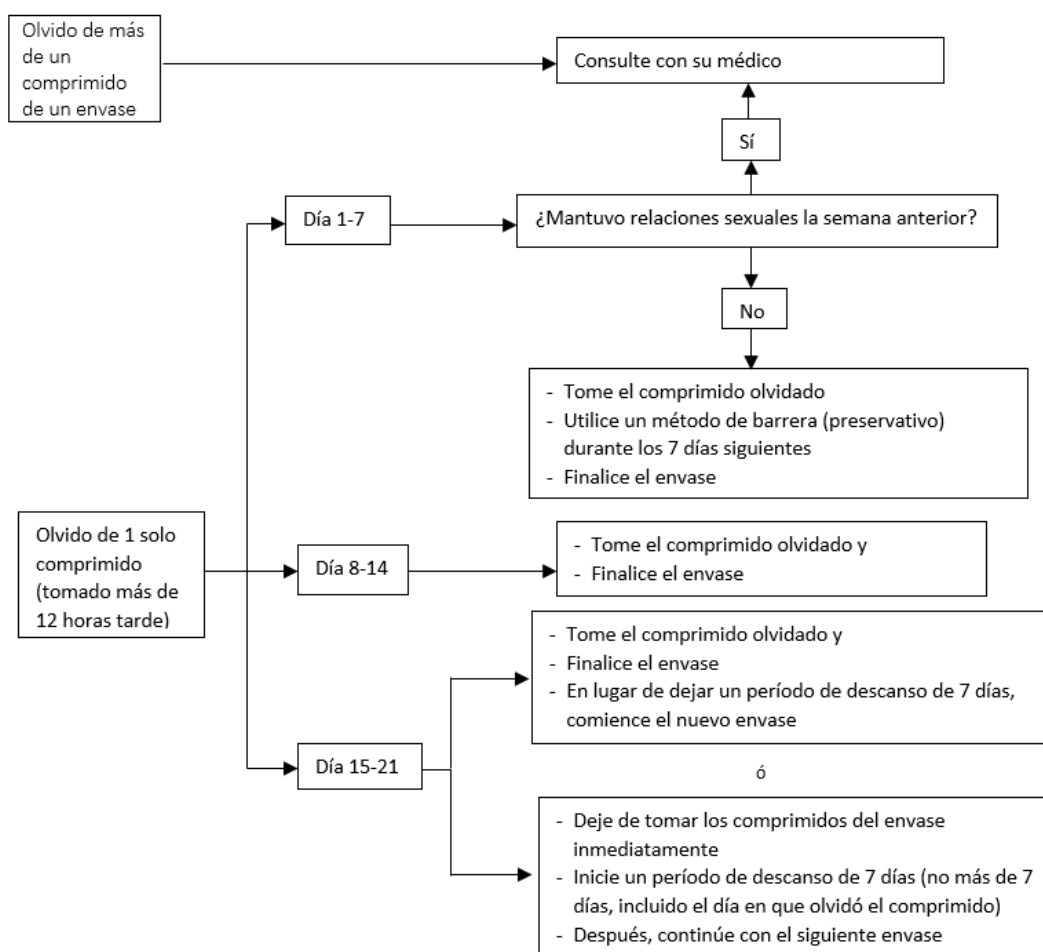 Olvido de más
de un
comprimido
de un envase
Consulte con su médico
Sí
Día 1-7
¿Mantuvo relaciones sexuales la semana anterior?
No
- Tome el comprimido olvidado
- Utilice un método de barrera (preservativo)
durante los 7 días siguientes
- Finalice el envase
Olvido de 1 solo
comprimido
(tomado más de
12 horas tarde)
Día 8-14
- Tome el comprimido olvidado y
- Finalice el envase
- Tome el comprimido olvidado y
- Finalice el envase
- En lugar de dejar un período de descanso de 7 días,
comience el nuevo envase
Día 15-21
ó
- Deje de tomar los comprimidos del envase
inmediatamente
- Inicie un período de descanso de 7 días (no más de 7
días, incluido el día en que olvidó el comprimido)
- Después, continúe con el siguiente envase